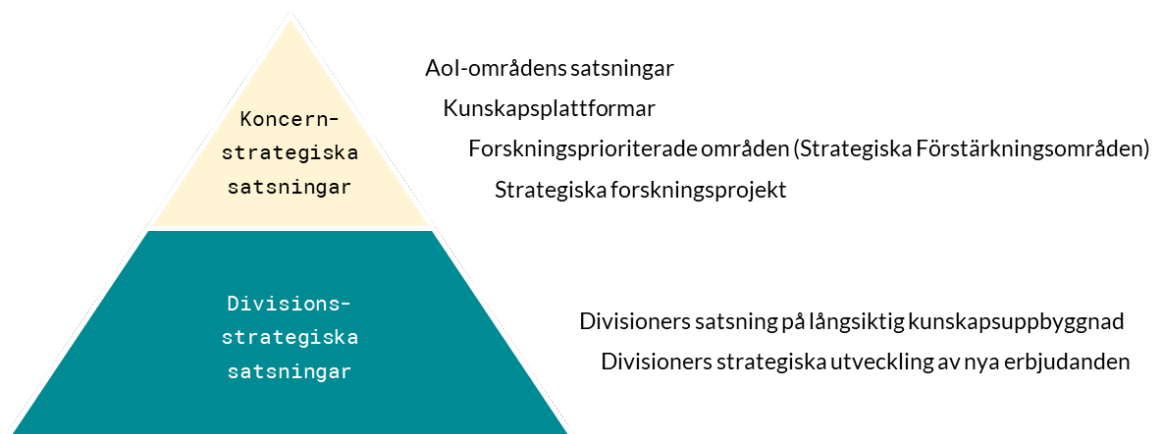 Koncern-
strategiska
satsningar
AoI-områdens satsningar
Kunskapsplattformar
Forskningsprioriterade områden (Strategiska Förstärkningsområden)
Strategiska forskningsprojekt
Divisions-
strategiska
satsningar
Divisioners satsning på långsiktig kunskapsuppbyggnad
Divisioners strategiska utveckling av nya erbjudanden